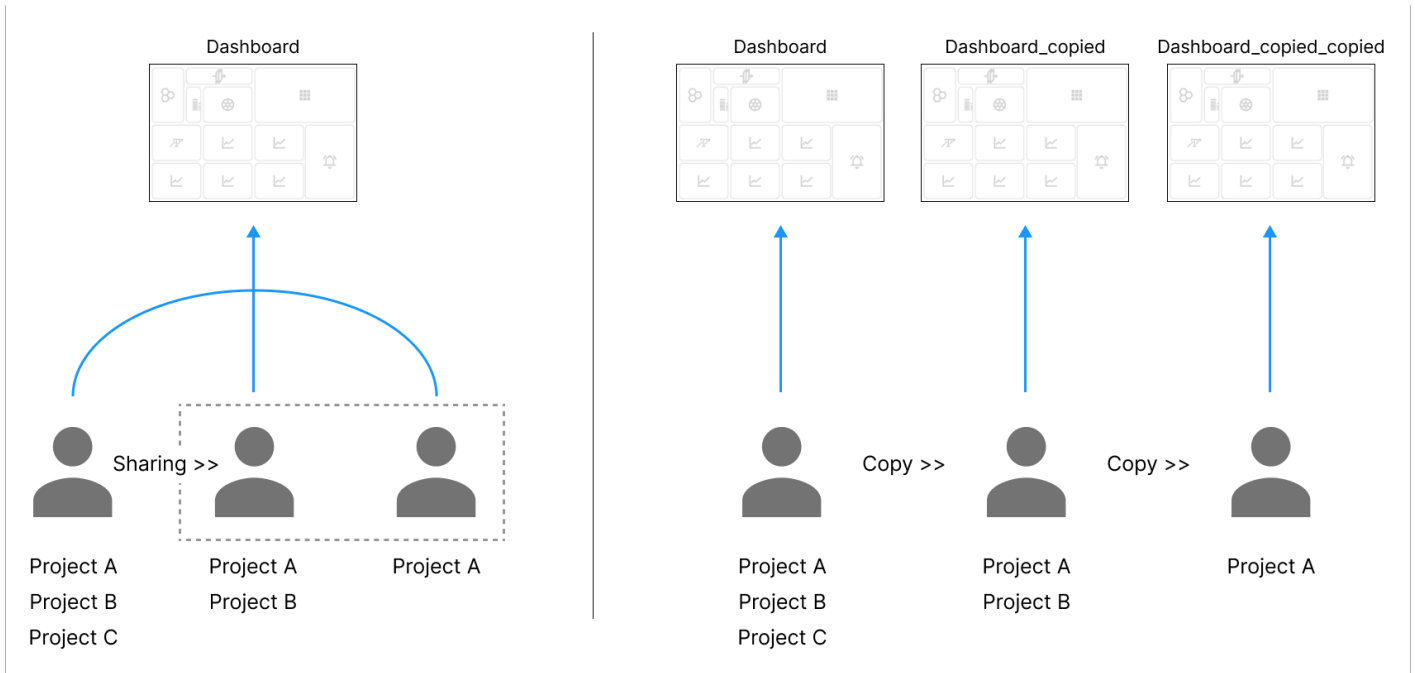 Dashboard
Sharing >>
Project A
Project B
Project C
Project A
Project B
Project A
Dashboard
Dashboard_copied
Dashboard_copied_copied
Copy >>
Copy >>
Project A
Project B
Project C
Project A
Project B
Project A